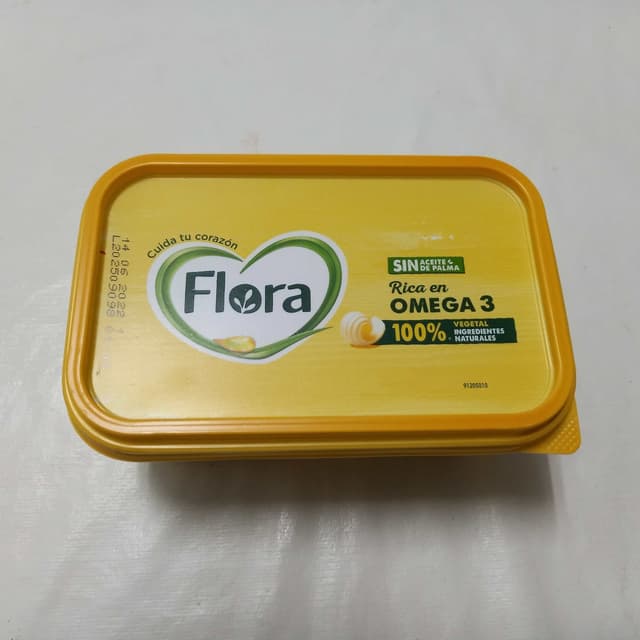 Cuida tu corazón
Flora
SIN ACEITE
DE PALMA
Rica en
OMEGA 3
100% VEGETAL
INGREDIENTES
NATURALES
91205010
14 06 2022